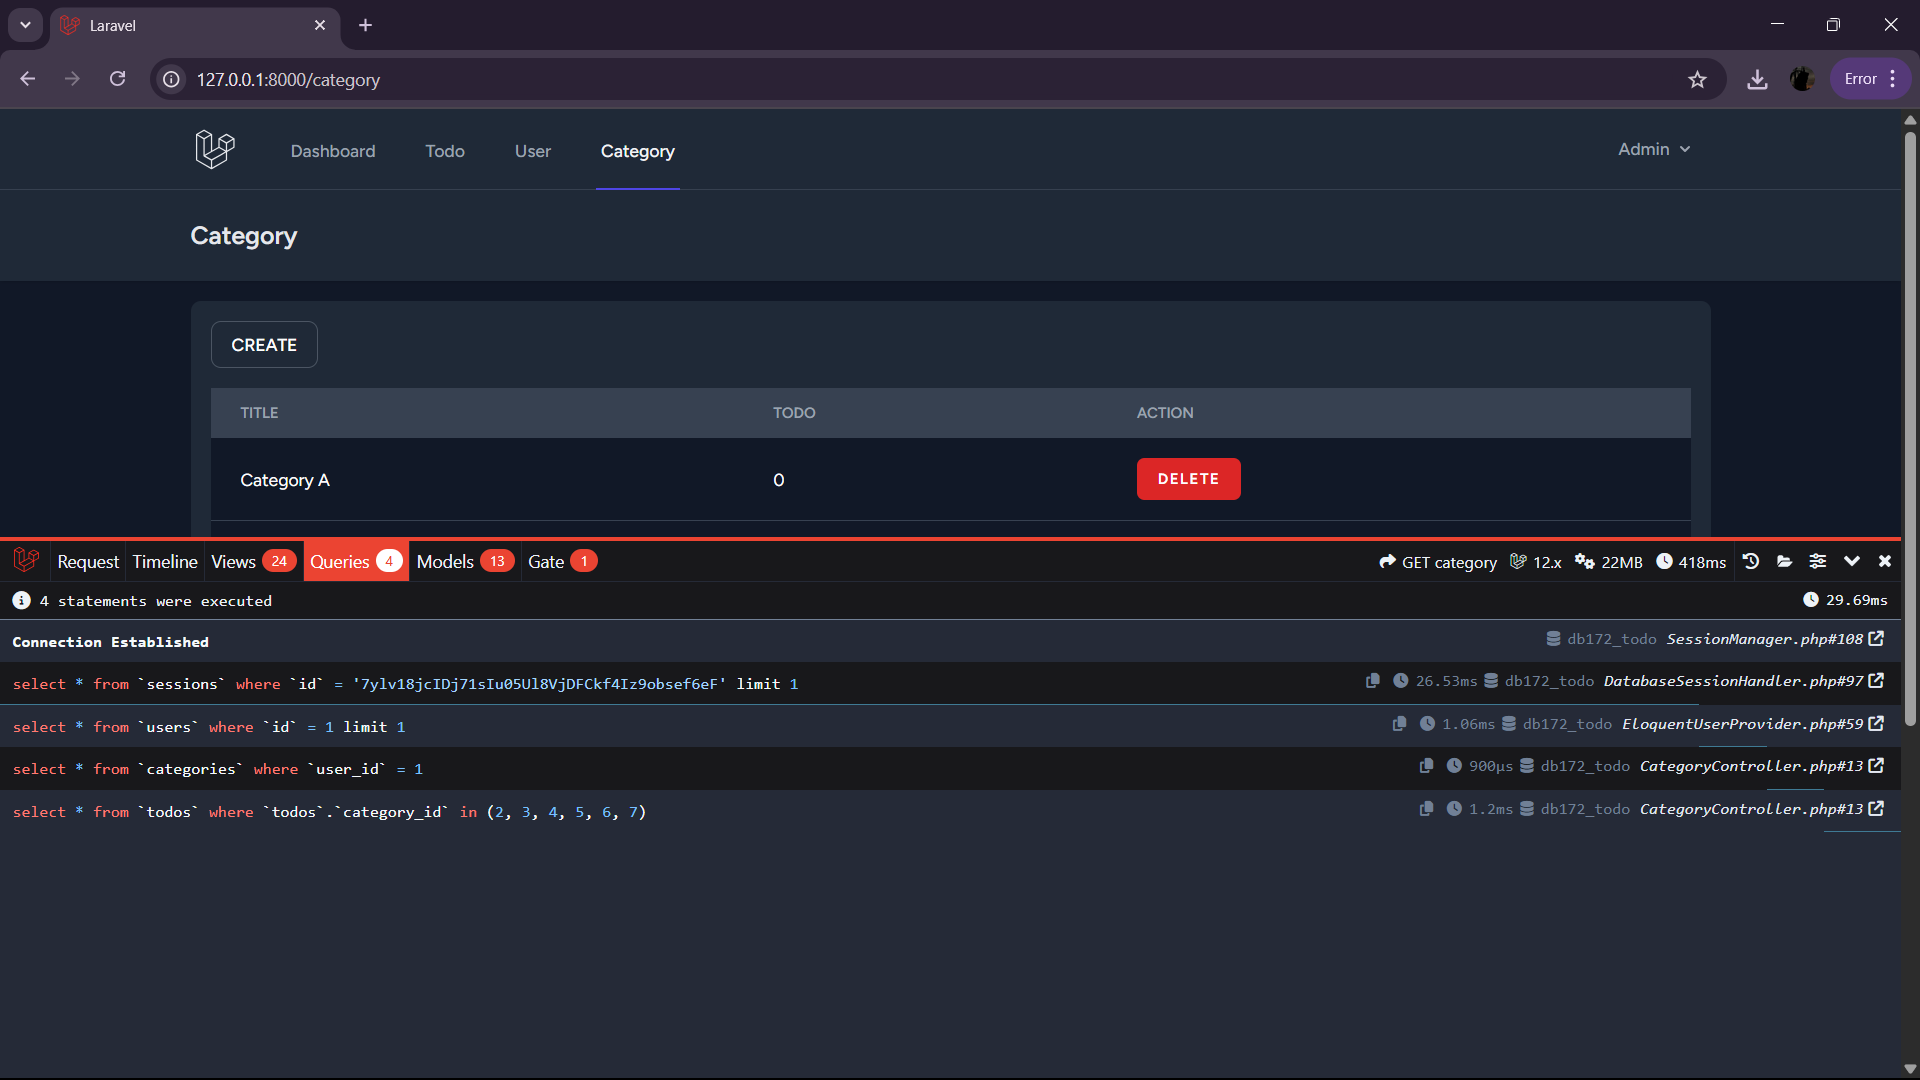 Laravel
127.0.0.1:8000/category
Error
Dashboard Todo User Category Admin
Category
CREATE
TITLE TODO ACTION
Category A 0 DELETE
Request Timeline Views 24 Queries 4 Models 13 Gate 1 GET category 12.x 22MB 418ms
4 statements were executed 29.69ms
Connection Established db172_todo SessionManager.php#108
select * from `sessions` where `id` = '7ylv18jcIDj71sIu05Ul8VjDFCkf4Iz9obsef6eF' limit 1 26.53ms db172_todo DatabaseSessionHandler.php#97
select * from `users` where `id` = 1 limit 1 1.06ms db172_todo EloquentUserProvider.php#59
select * from `categories` where `user_id` = 1 900μs db172_todo CategoryController.php#13
select * from `todos` where `todos`.`category_id` in (2, 3, 4, 5, 6, 7) 1.2ms db172_todo CategoryController.php#13